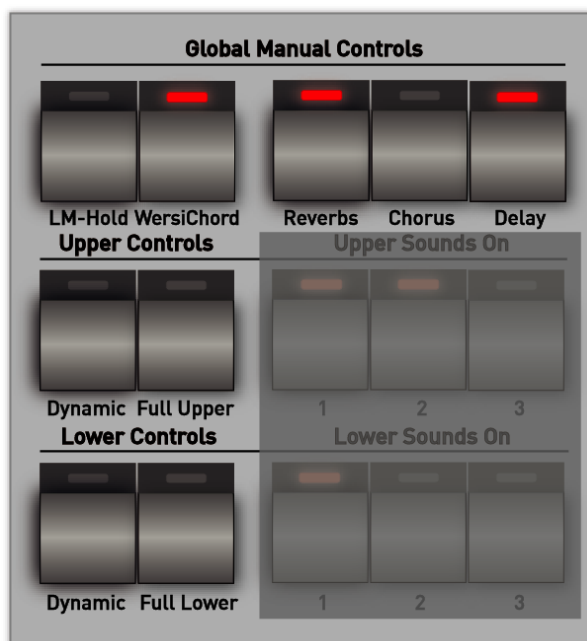 Global Manual Controls
LM-Hold WersiChord Reverbs Chorus Delay
Upper Controls Upper Sounds On
Dynamic Full Upper 1 2 3
Lower Controls Lower Sounds On
Dynamic Full Lower 1 2 3